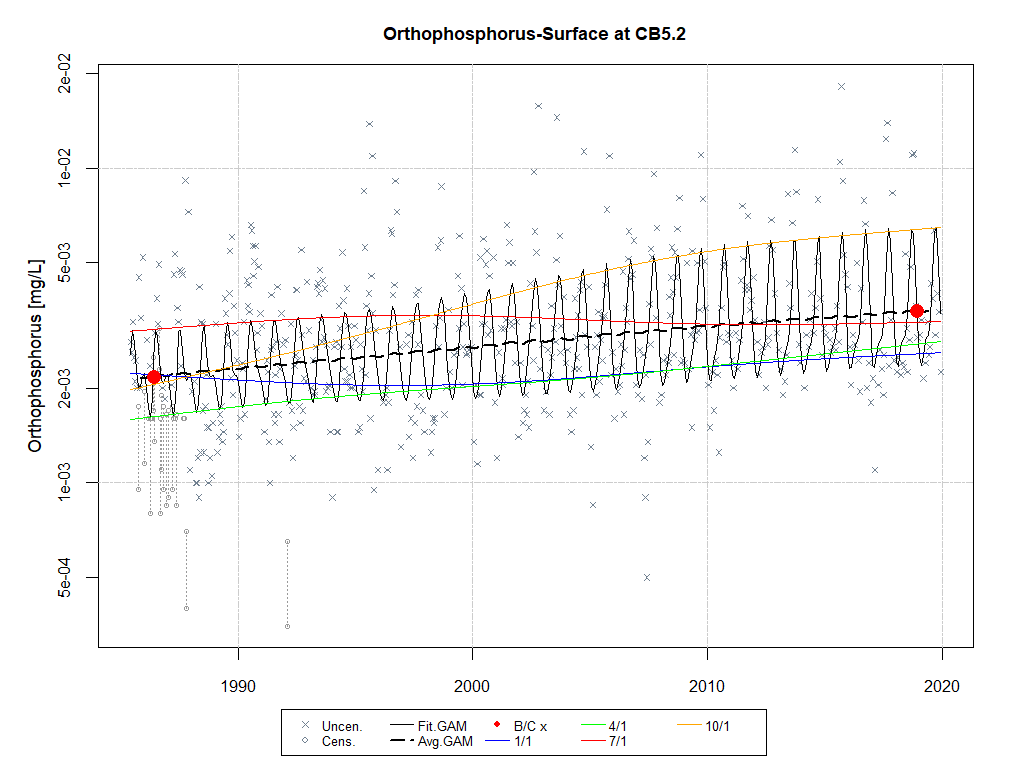 Orthophosphorus-Surface at CB5.2
Orthophosphorus [mg/L]
2e-02
1e-02
5e-03
2e-03
1e-03
5e-04
1990 2000 2010 2020
Uncen. Fit.GAM B/C x 4/1 10/1
Cens. Avg.GAM 1/1 7/1